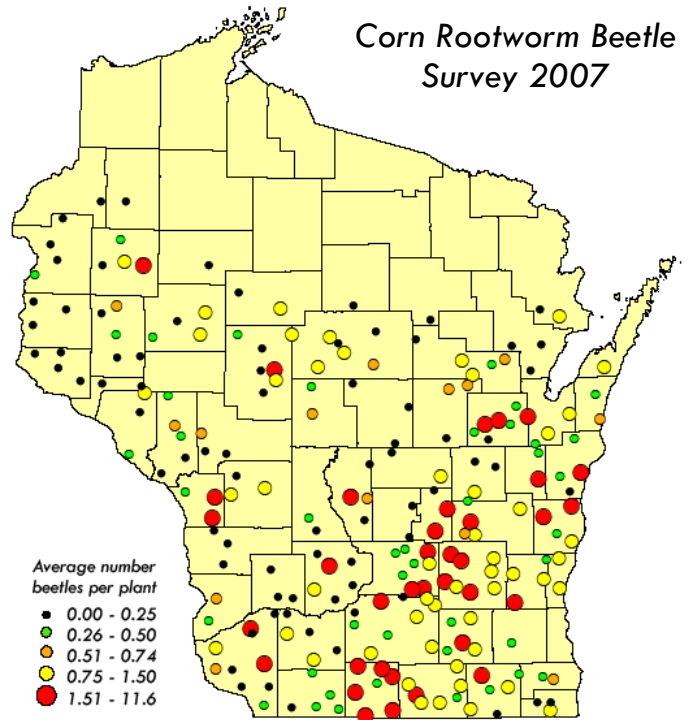 Corn Rootworm Beetle
Survey 2007
Average number
beetles per plant
0.00 - 0.25
0.26 - 0.50
0.51 - 0.74
0.75 - 1.50
1.51 - 11.6